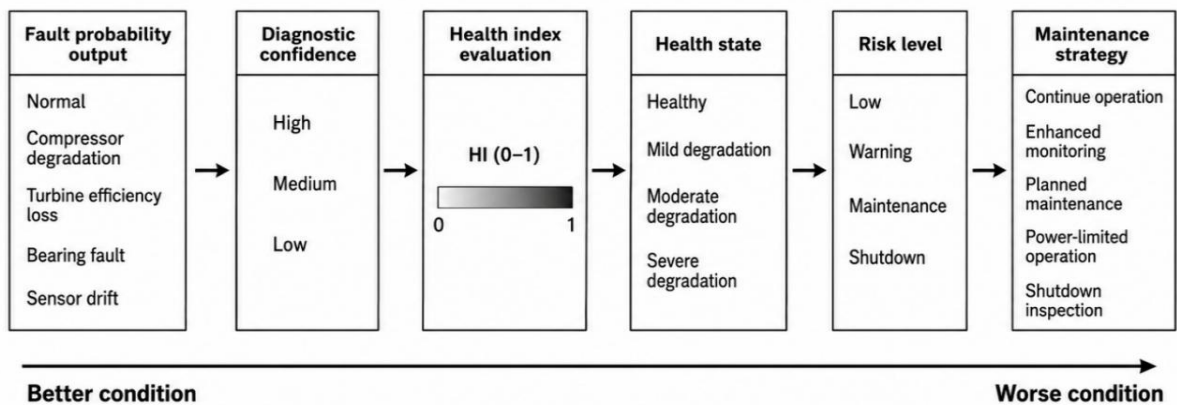 Fault probability
output
Normal
Compressor
degradation
Turbine efficiency
loss
Bearing fault
Sensor drift
Diagnostic
confidence
High
Medium
Low
Health index
evaluation
HI (0–1)
0 1
Health state
Healthy
Mild degradation
Moderate
degradation
Severe
degradation
Risk level
Low
Warning
Maintenance
Shutdown
Maintenance
strategy
Continue operation
Enhanced
monitoring
Planned
maintenance
Power-limited
operation
Shutdown
inspection
Better condition
Worse condition